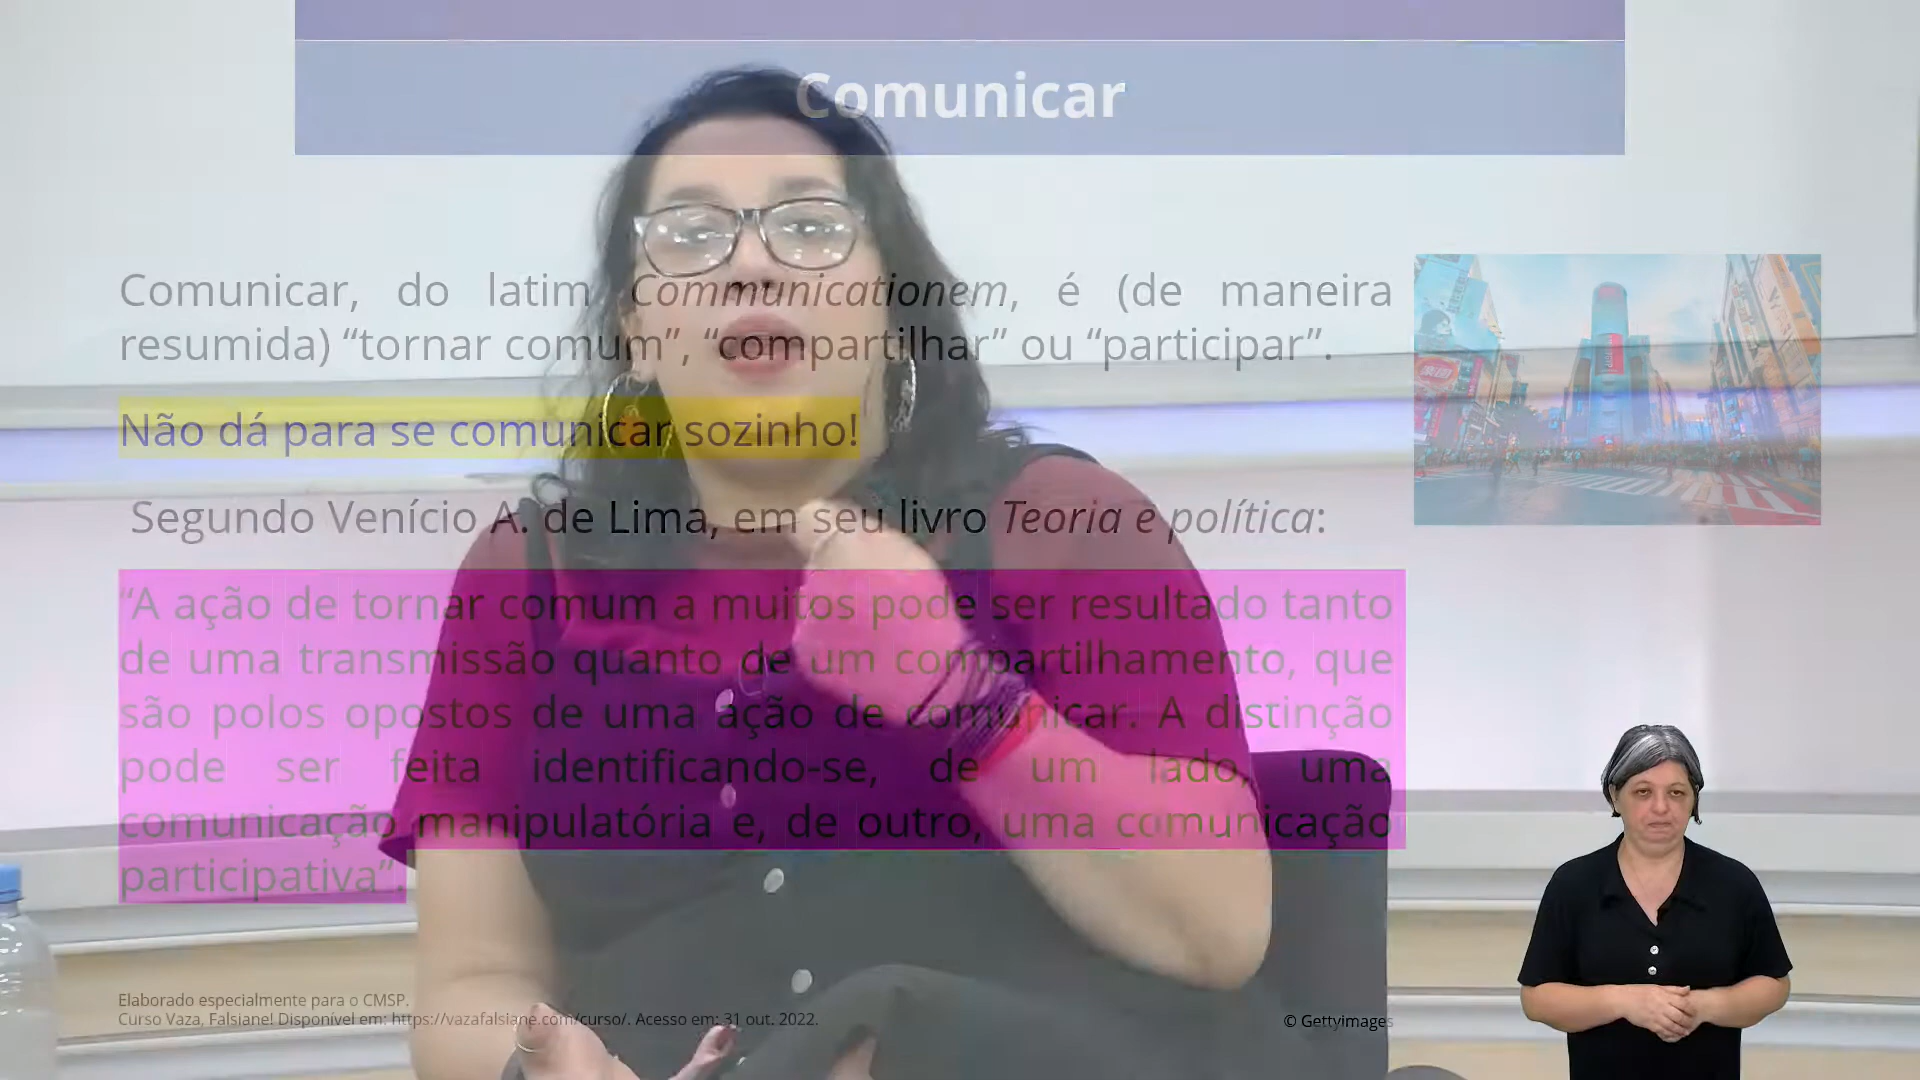 Comunicar
Comunicar, do latim Communicationem, é (de maneira
resumida) “tornar comum”, “compartilhar” ou “participar”.
Não dá para se comunicar sozinho!
Segundo Venício A. de Lima, em seu livro Teoria e política:
“A ação de tornar comum a muitos pode ser resultado tanto
de uma transmissão quanto de um compartilhamento, que
são polos opostos de uma ação de comunicar. A distinção
pode ser feita identificando-se, de um lado, uma
comunicação manipulatória e, de outro, uma comunicação
participativa”.
Elaborado especialmente para o CMSP.
Curso Vaza, Falsiane! Disponível em: https://vazafalsiane.com/curso/. Acesso em: 31 out. 2022.
© Gettyimages